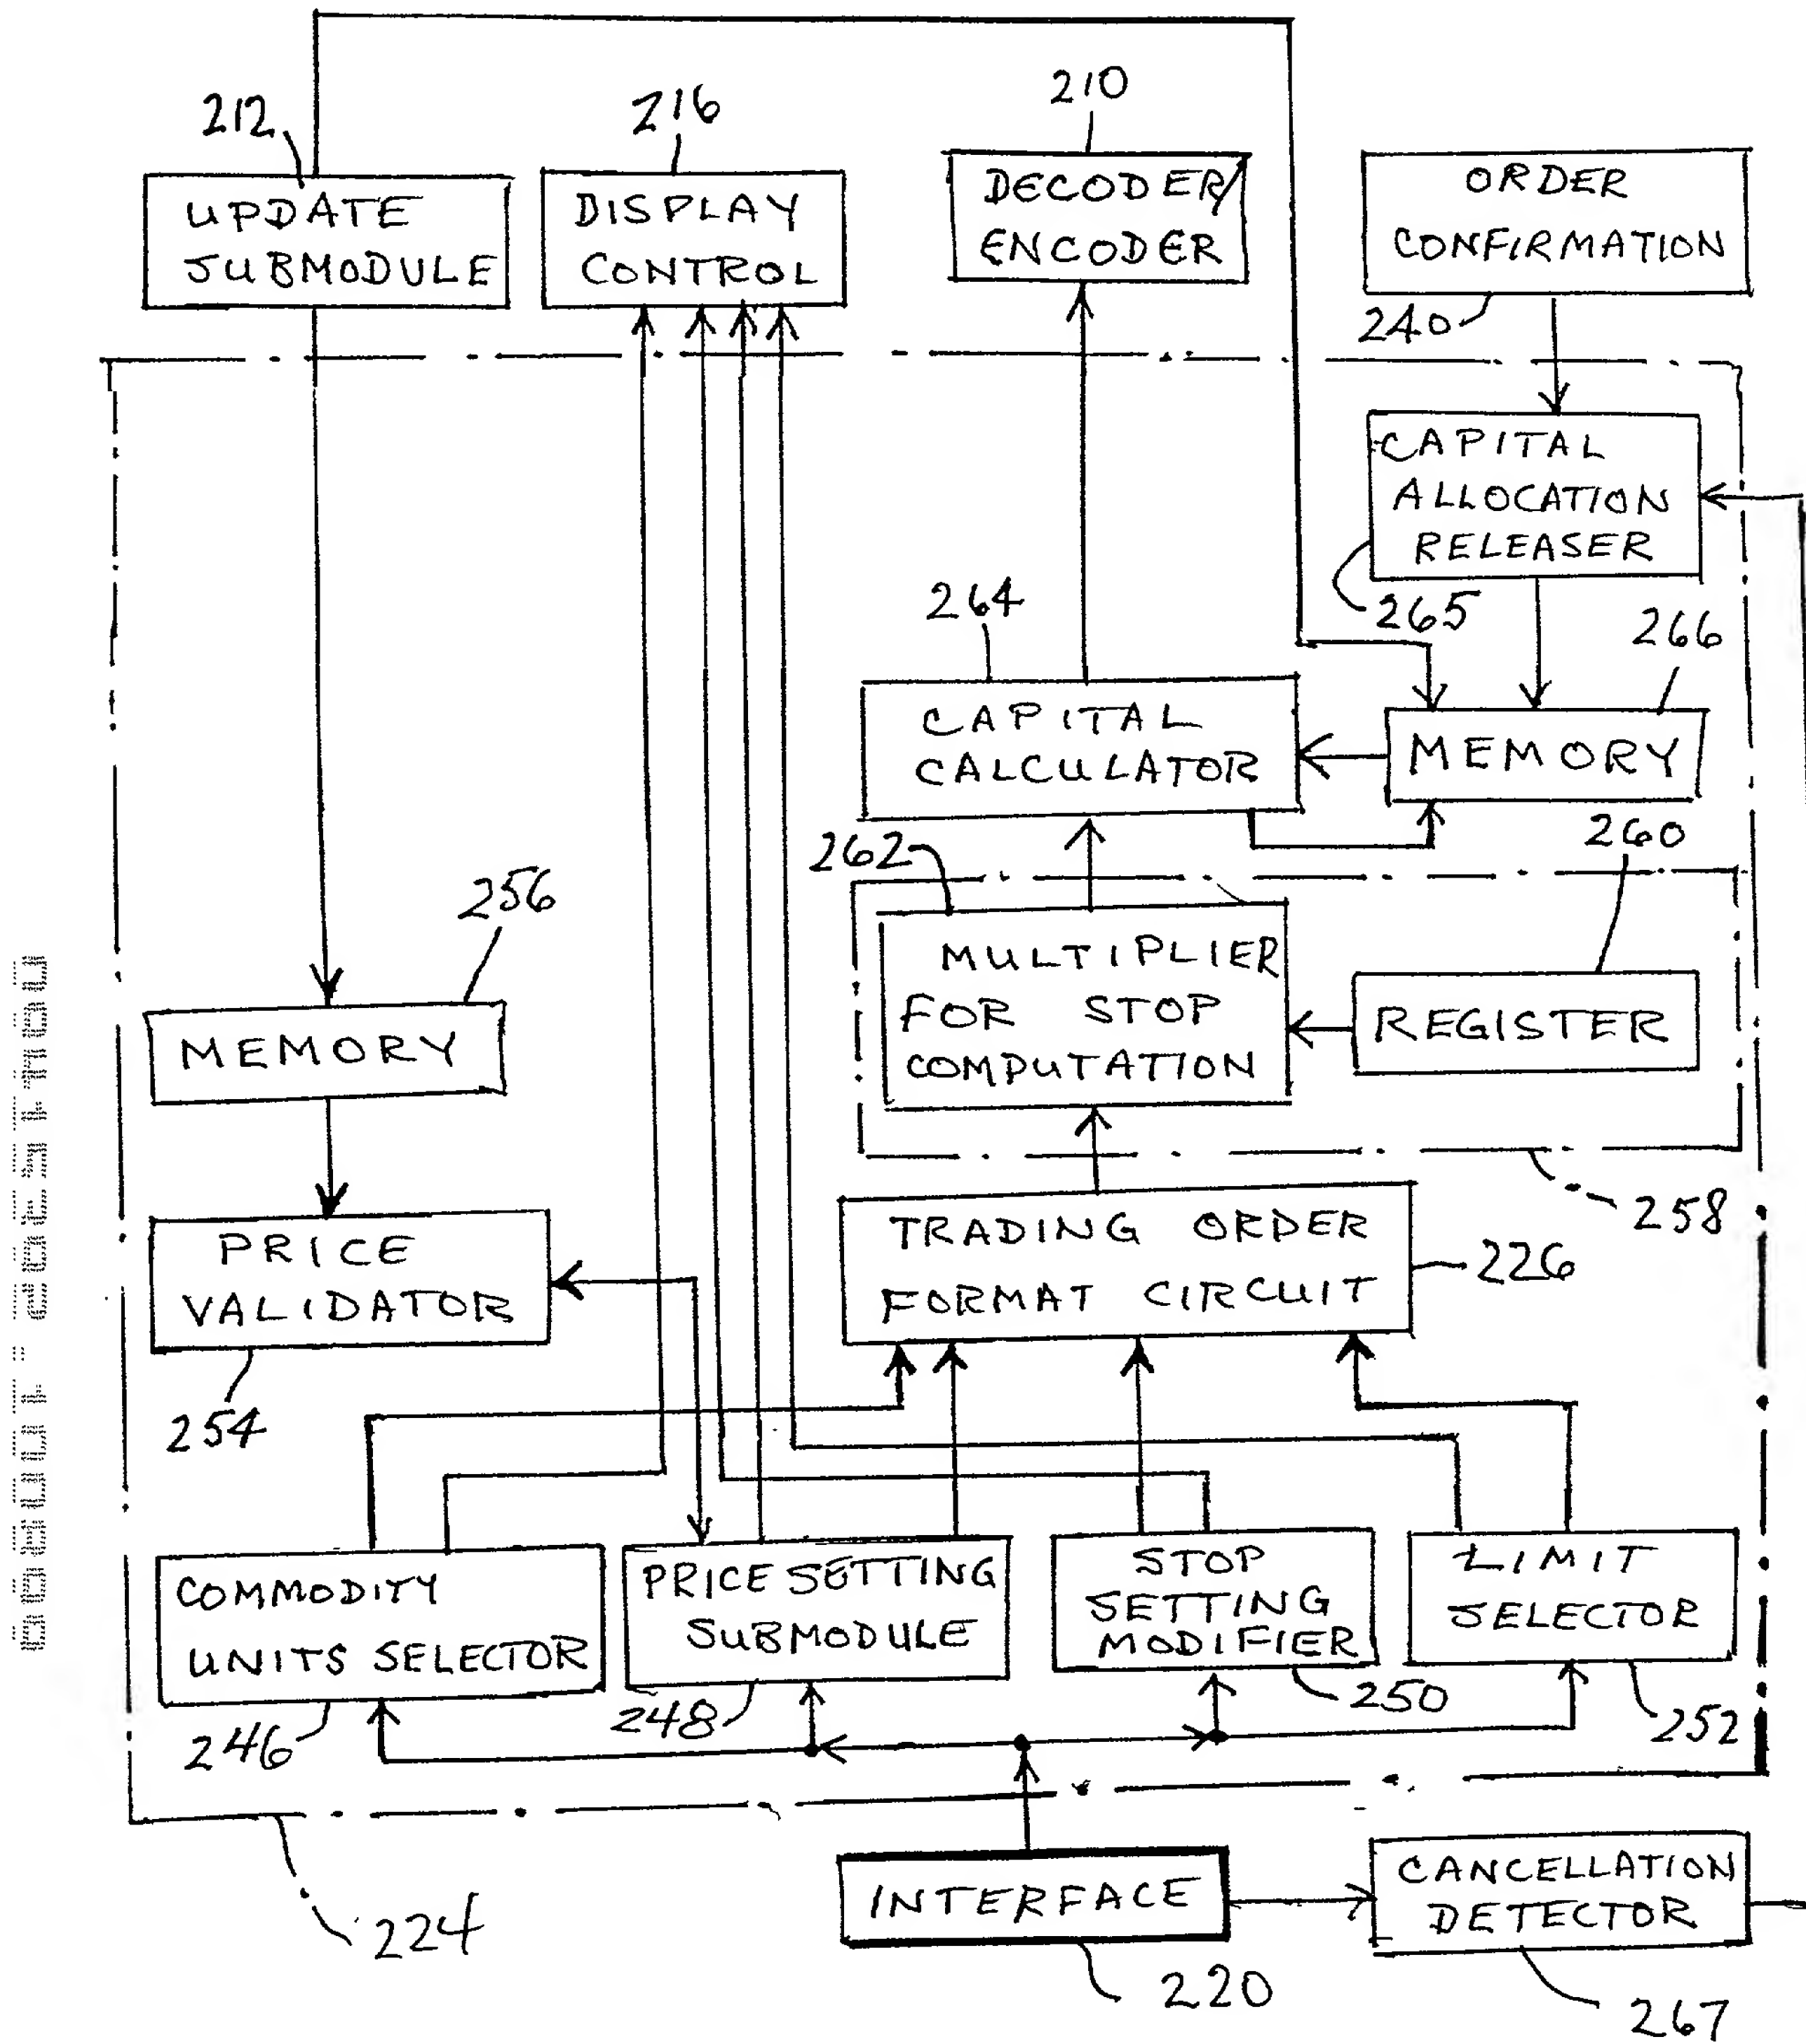 212
216
210
UPDATE
SUBMODULE
DISPLAY
CONTROL
DECODER/
ENCODER
ORDER
CONFIRMATION
240
CAPITAL
ALLOCATION
RELEASER
265
264
266
CAPITAL
CALCULATOR
MEMORY
262
260
256
MULTIPLIER
FOR STOP
COMPUTATION
REGISTER
MEMORY
258
PRICE
VALIDATOR
254
TRADING ORDER
FORMAT CIRCUIT
226
COMMODITY
UNITS SELECTOR
246
PRICE SETTING
SUBMODULE
248
STOP
SETTING
MODIFIER
250
LIMIT
SELECTOR
252
224
INTERFACE
220
CANCELLATION
DETECTOR
267